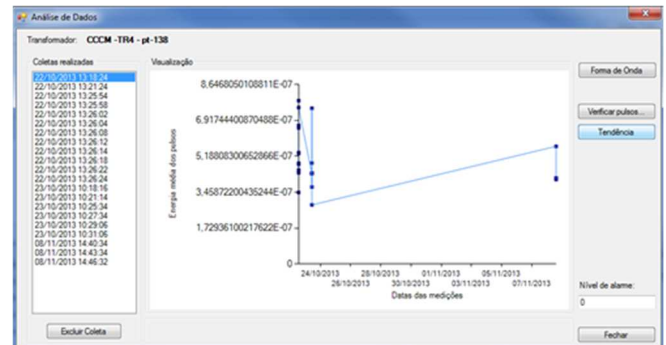 Análise de Dados
Transformador: CCCM -TR4 - pt-138
Coletas realizadas
22/10/2013 13:18:24
22/10/2013 13:21:24
22/10/2013 13:25:54
22/10/2013 13:25:58
22/10/2013 13:26:02
22/10/2013 13:26:04
22/10/2013 13:26:08
22/10/2013 13:26:12
22/10/2013 13:26:14
22/10/2013 13:26:18
22/10/2013 13:26:22
22/10/2013 13:26:24
23/10/2013 10:18:16
23/10/2013 10:21:14
23/10/2013 10:25:34
23/10/2013 10:27:34
23/10/2013 10:29:06
23/10/2013 10:31:06
08/11/2013 14:40:34
08/11/2013 14:43:34
08/11/2013 14:46:32
Excluir Coleta
Visualização
Energia média dos pulsos
8,6468050108811E-07
6,91744400870488E-07
5,18808300652866E-07
3,45872200435244E-07
1,72936100217622E-07
0
24/10/2013 28/10/2013 01/11/2013 05/11/2013
26/10/2013 30/10/2013 03/11/2013 07/11/2013
Datas das medições
Forma de Onda
Verificar pulsos...
Tendência
Nível de alarme:
0
Fechar